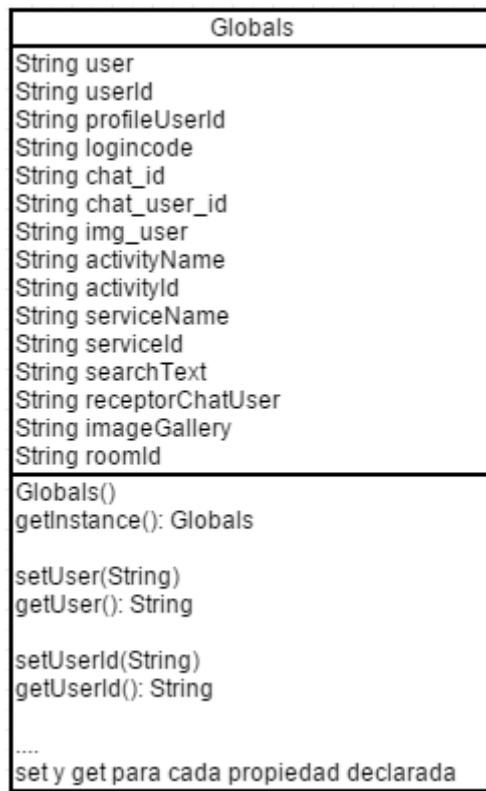 Globals
String user
String userId
String profileUserId
String logincode
String chat_id
String chat_user_id
String img_user
String activityName
String activityId
String serviceName
String serviceId
String searchText
String receptorChatUser
String imageGallery
String roomId
Globals()
getInstance(): Globals
setUser(String)
getUser(): String
setUserId(String)
getUserId(): String
....
set y get para cada propiedad declarada